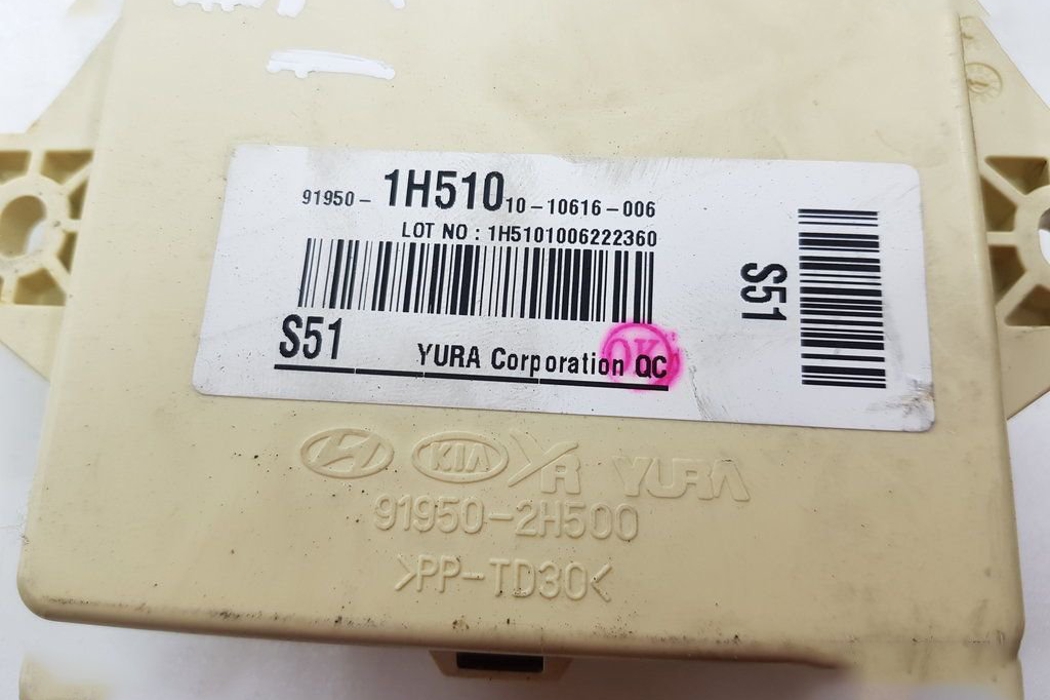 91950- 1H510 10-10616-006
LOT NO : 1H5101006222360
S51
YURA Corporation QC
OK
S51
KIA YR YURA
91950-2H500
>PP-TD30<